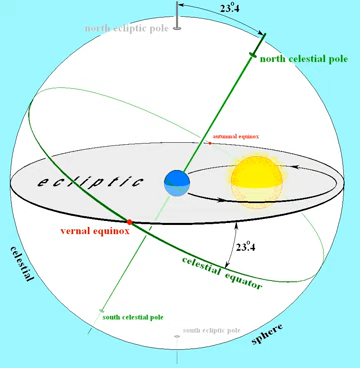 23.4°
north ecliptic pole
north celestial pole
autumnal equinox
ecliptic
vernal equinox
23.4°
celestial equator
celestial
south celestial pole
south ecliptic pole
sphere